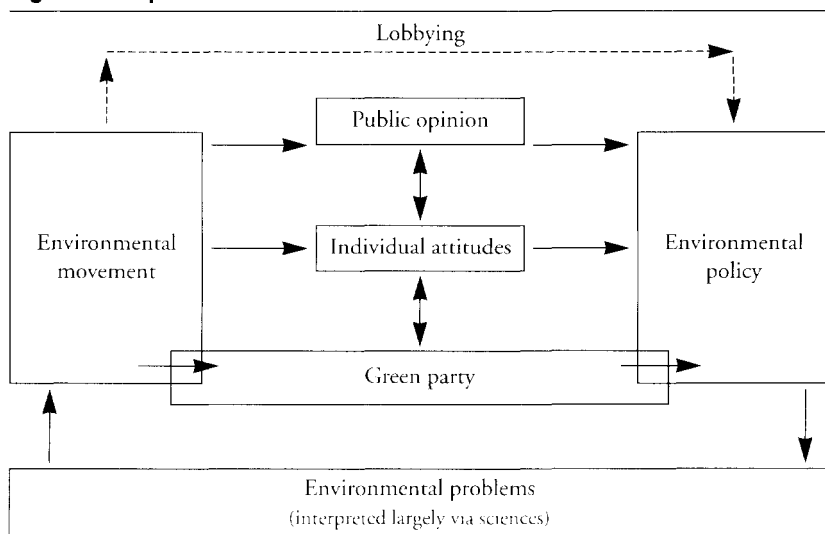 Lobbying
Public opinion
Environmental
movement
Individual attitudes
Environmental
policy
Green party
Environmental problems
(interpreted largely via sciences)